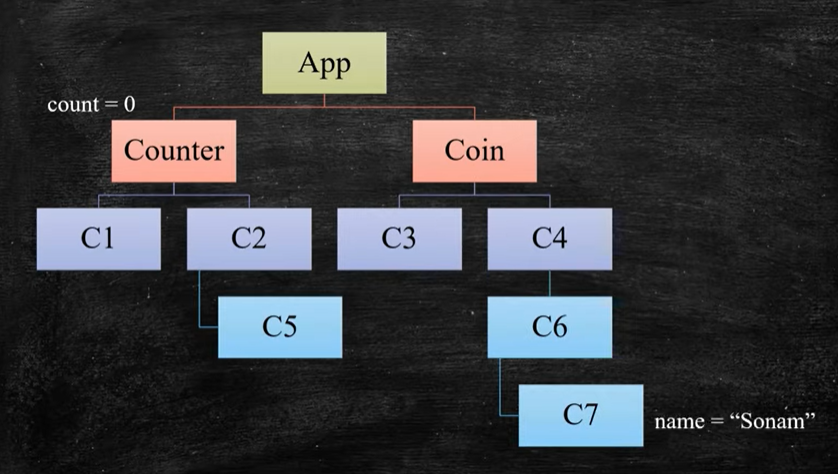 App
count = 0
Counter
Coin
C1
C2
C3
C4
C5
C6
C7
name = “Sonam”